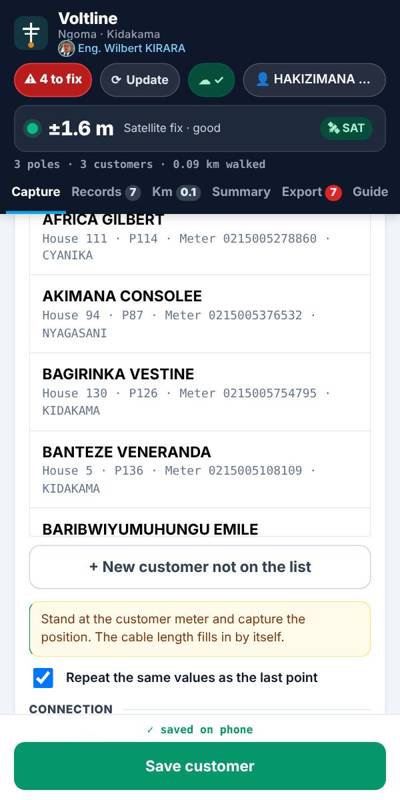 Voltline
Ngoma · Kidakama
Eng. Wilbert KIRARA
⚠ 4 to fix
⟳ Update
☁ ✓
👤 HAKIZIMANA ...
±1.6 m Satellite fix · good
🛰 SAT
3 poles · 3 customers · 0.09 km walked
Capture Records 7 Km 0.1 Summary Export 7 Guide
AFRICA GILBERT
House 111 · P114 · Meter 0215005278860 ·
CYANIKA
AKIMANA CONSOLEE
House 94 · P87 · Meter 0215005376532 ·
NYAGASANI
BAGIRINKA VESTINE
House 130 · P126 · Meter 0215005754795 ·
KIDAKAMA
BANTEZE VENERANDA
House 5 · P136 · Meter 0215005108109 ·
KIDAKAMA
BARIBWIYUMUHUNGU EMILE
+ New customer not on the list
Stand at the customer meter and capture the
position. The cable length fills in by itself.
Repeat the same values as the last point
CONNECTION
✓ saved on phone
Save customer